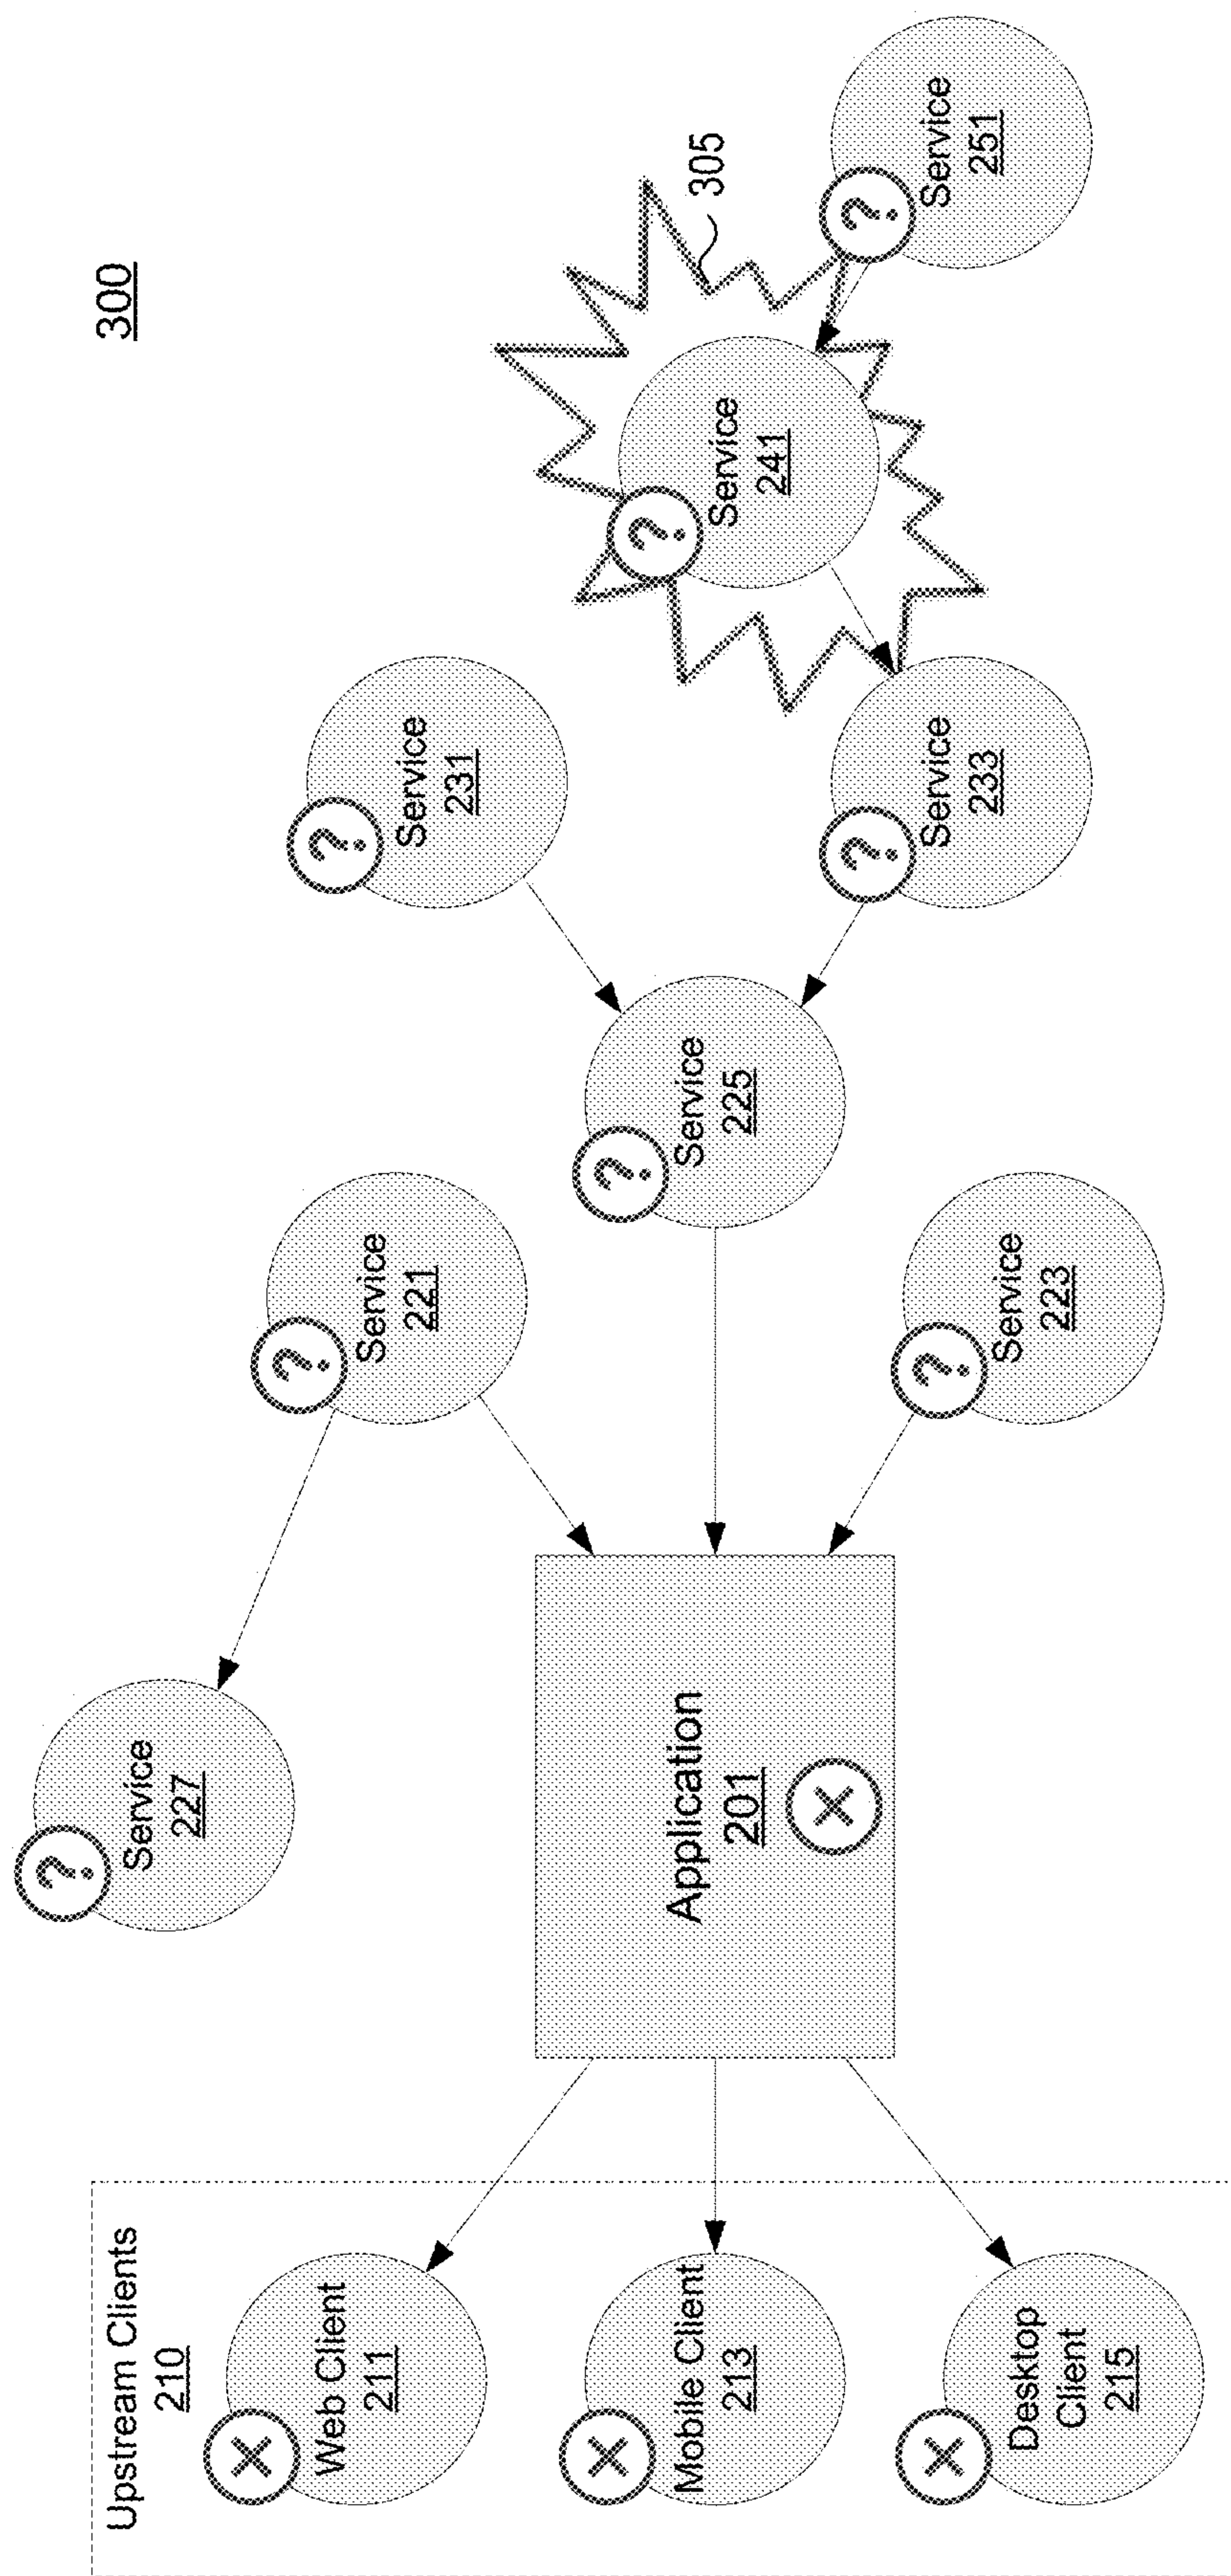 300
Upstream Clients
210
Web Client
211
Mobile Client
213
Desktop
Client
215
Application
201
Service
227
Service
221
Service
223
Service
225
Service
231
Service
233
Service
241
305
Service
251
?
?
?
?
?
?
?
?
X
X
X
X